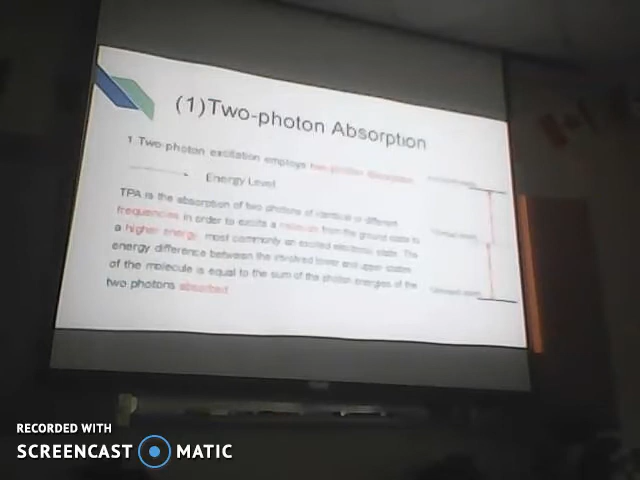 (1)Two-photon Absorption
1 Two-photon excitation employs two-photon absorption
Energy Level
TPA is the absorption of two photons of identical or different
frequencies in order to excite a molecule from the ground state to
a higher energy, most commonly an excited electronic state. The
energy difference between the involved lower and upper states
of the molecule is equal to the sum of the photon energies of the
two photons absorbed
RECORDED WITH
SCREENCAST MATIC